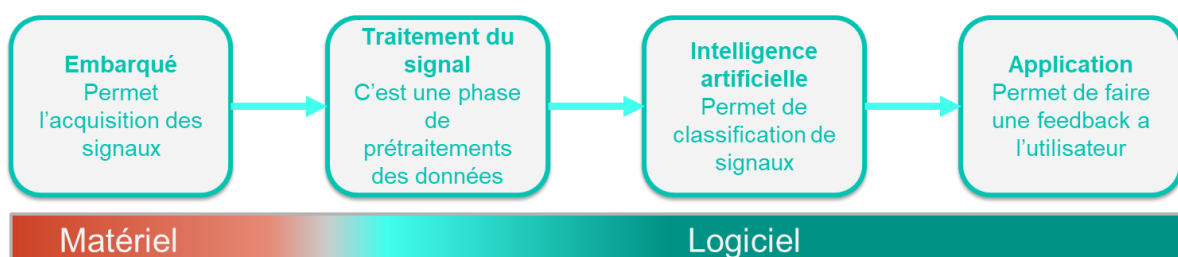 Embarqué
Permet
l'acquisition des
signaux
Traitement du
signal
C'est une phase
de
prétraitements
des données
Intelligence
artificielle
Permet de
classification de
signaux
Application
Permet de faire
une feedback a
l'utilisateur
Matériel
Logiciel